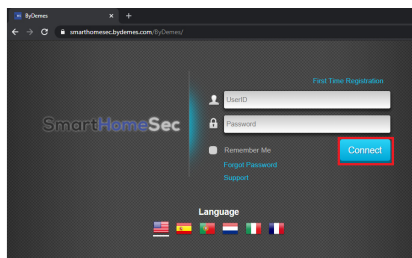 ByDemes
smarthomesec.bydemes.com/ByDemes/
First Time Registration
UserID
SmartHomeSec
Password
Remember Me
Connect
Forgot Password
Support
Language